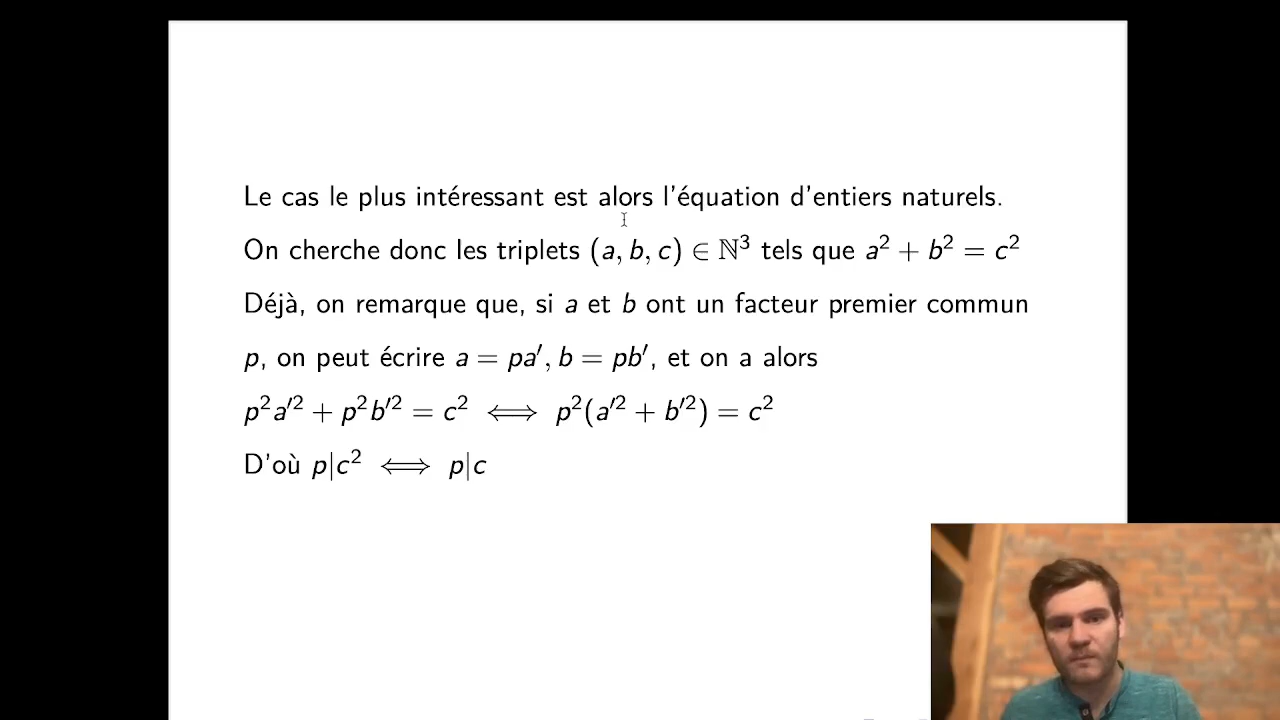 Le cas le plus intéressant est alors l'équation d'entiers naturels.
On cherche donc les triplets (a, b, c) ∈ ℕ³ tels que a² + b² = c²
Déjà, on remarque que, si a et b ont un facteur premier commun
p, on peut écrire a = pa′, b = pb′, et on a alors
p²a′² + p²b′² = c² ⟺ p²(a′² + b′²) = c²
D'où p|c² ⟺ p|c